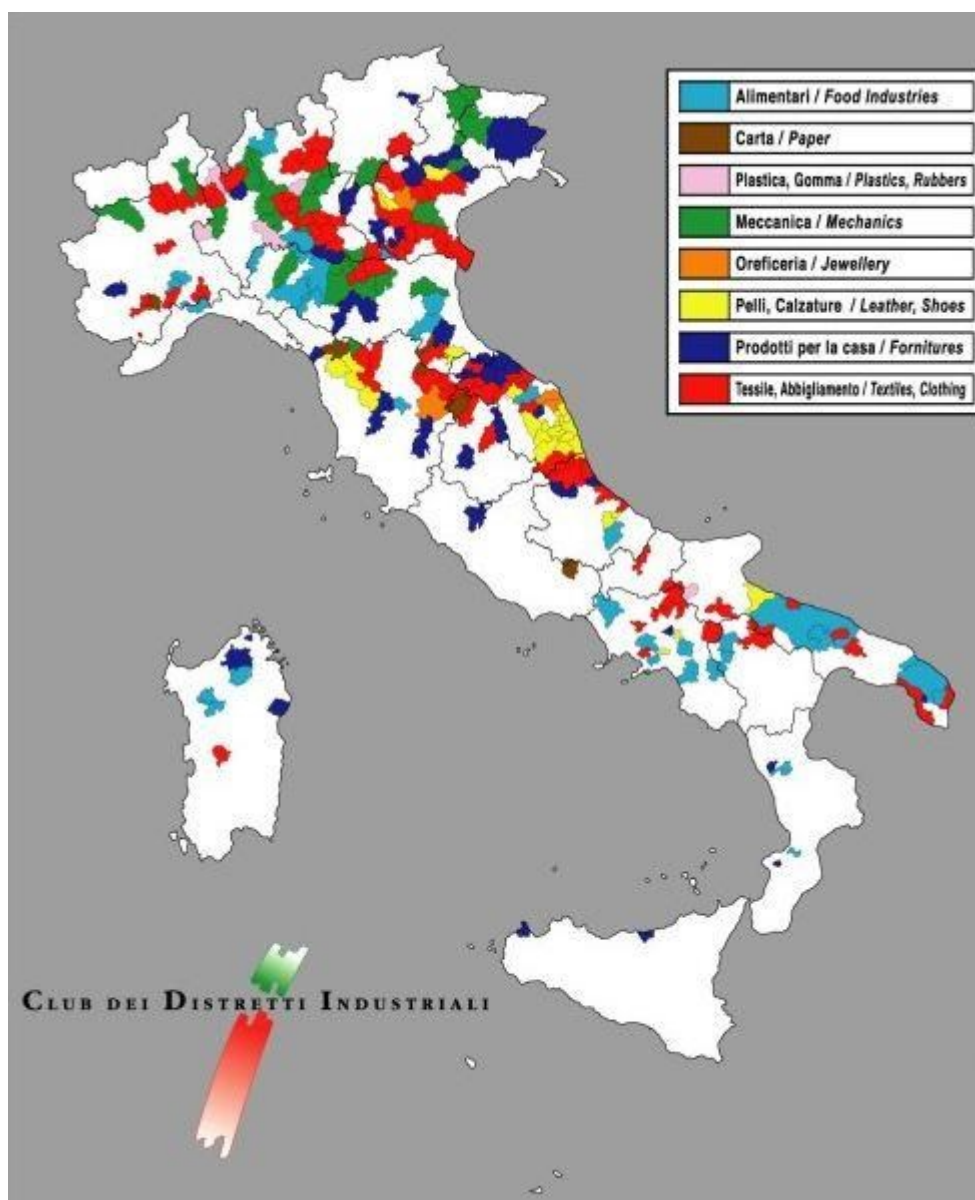 Alimentari / Food Industries
Carta / Paper
Plastica, Gomma / Plastics, Rubbers
Meccanica / Mechanics
Oreficeria / Jewellery
Pelli, Calzature / Leather, Shoes
Prodotti per la casa / Fornitures
Tessile, Abbigliamento / Textiles, Clothing
CLUB DEI DISTRETTI INDUSTRIALI